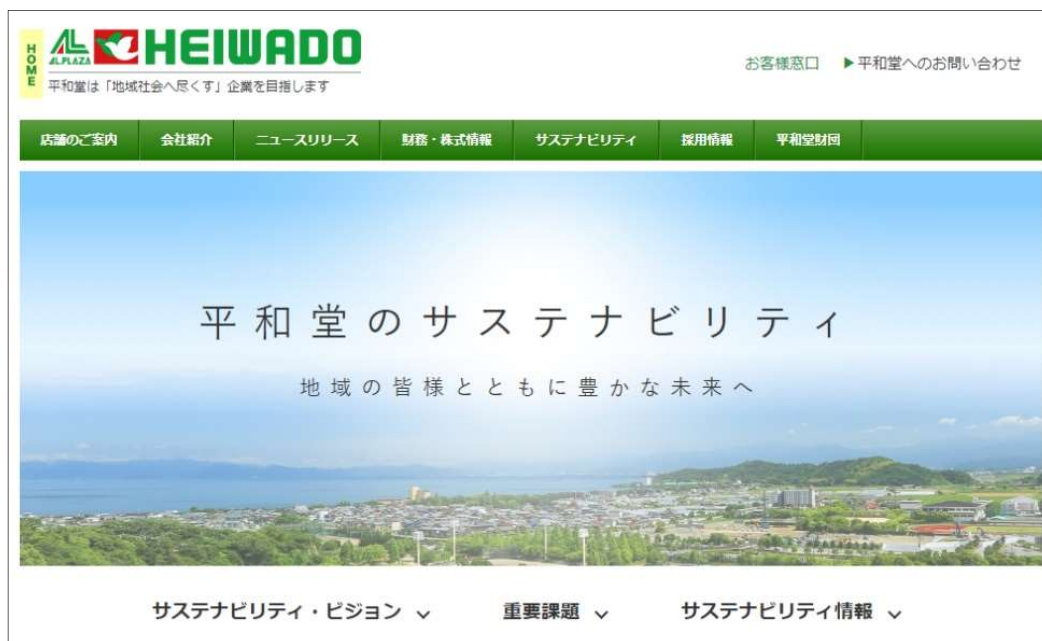 HOME
AL.PLAZA
HEIWADO
平和堂は「地域社会へ尽くす」企業を目指します
お客様窓口 ▶平和堂へのお問い合わせ
店舗のご案内 会社紹介 ニュースリリース 財務・株式情報 サステナビリティ 採用情報 平和堂財団
平和堂のサステナビリティ
地域の皆様とともに豊かな未来へ
サステナビリティ・ビジョン 重要課題 サステナビリティ情報